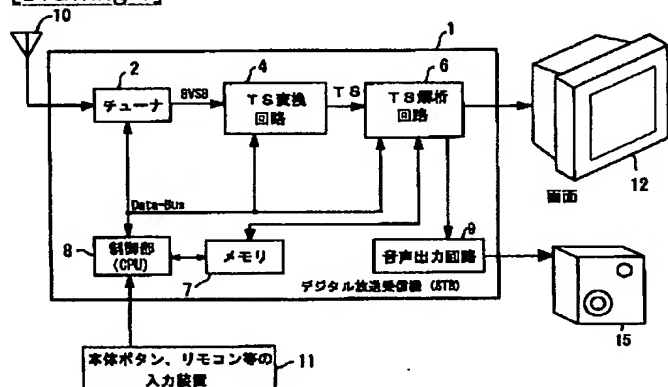 10
1
2
4
6
チューナ
8VSB
TS変換
回路
TS
TS解析
回路
画面
12
Data-Bus
8
制御部
(CPU)
メモリ
7
9
音声出力回路
デジタル放送受信機 (STB)
15
本体ボタン、リモコン等の
入力装置
11